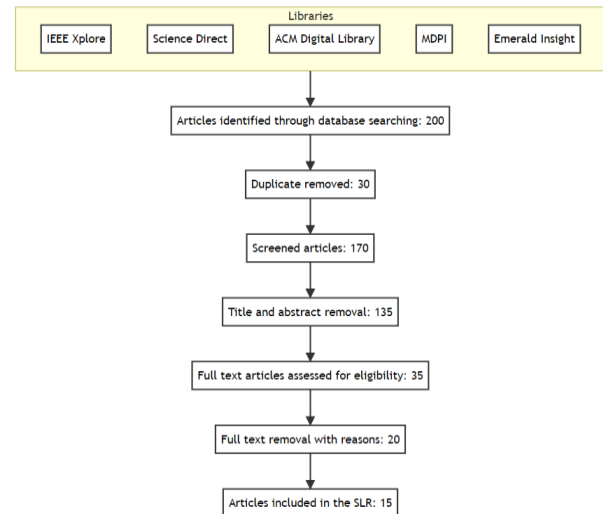 Libraries
IEEE Xplore
Science Direct
ACM Digital Library
MDPI
Emerald Insight
Articles identified through database searching: 200
Duplicate removed: 30
Screened articles: 170
Title and abstract removal: 135
Full text articles assessed for eligibility: 35
Full text removal with reasons: 20
Articles included in the SLR: 15